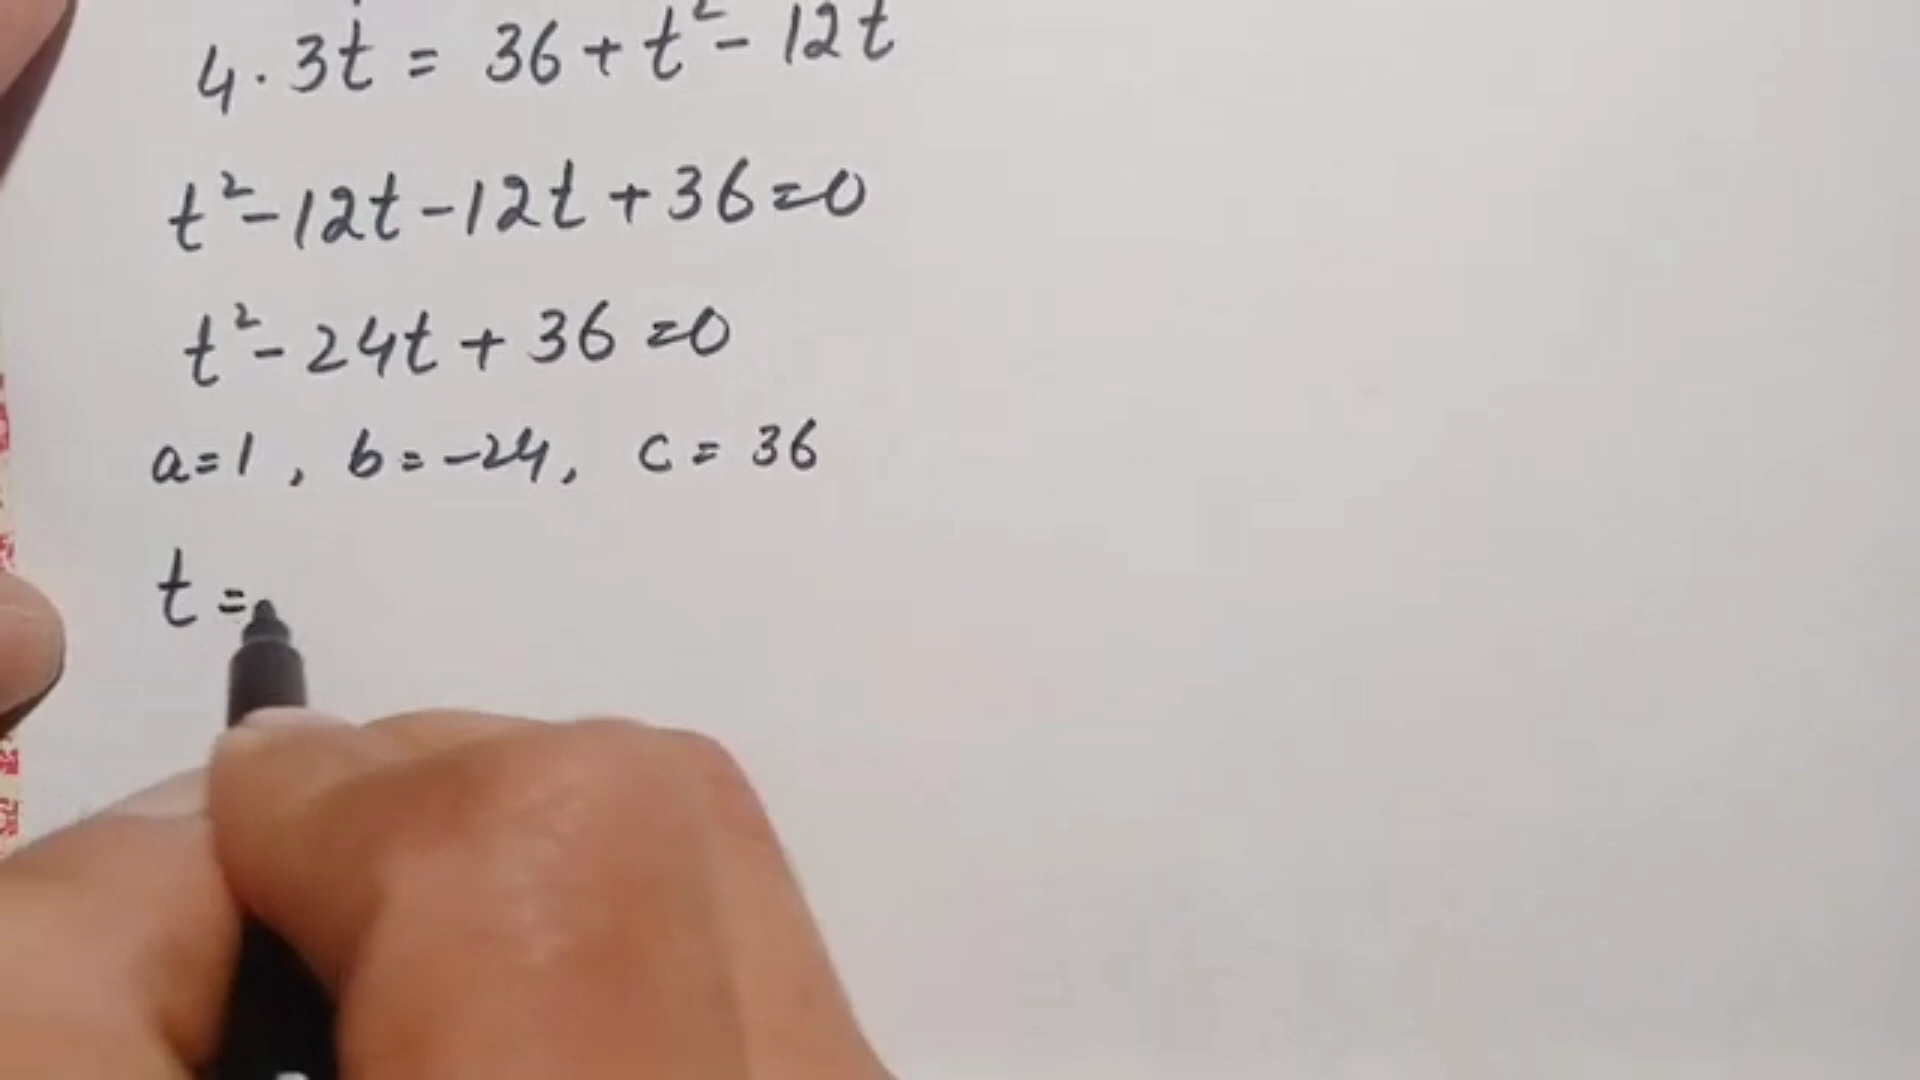 4 · 3t = 36 + t² - 12t
t² - 12t - 12t + 36 = 0
t² - 24t + 36 = 0
a = 1 , b = -24, c = 36
t =